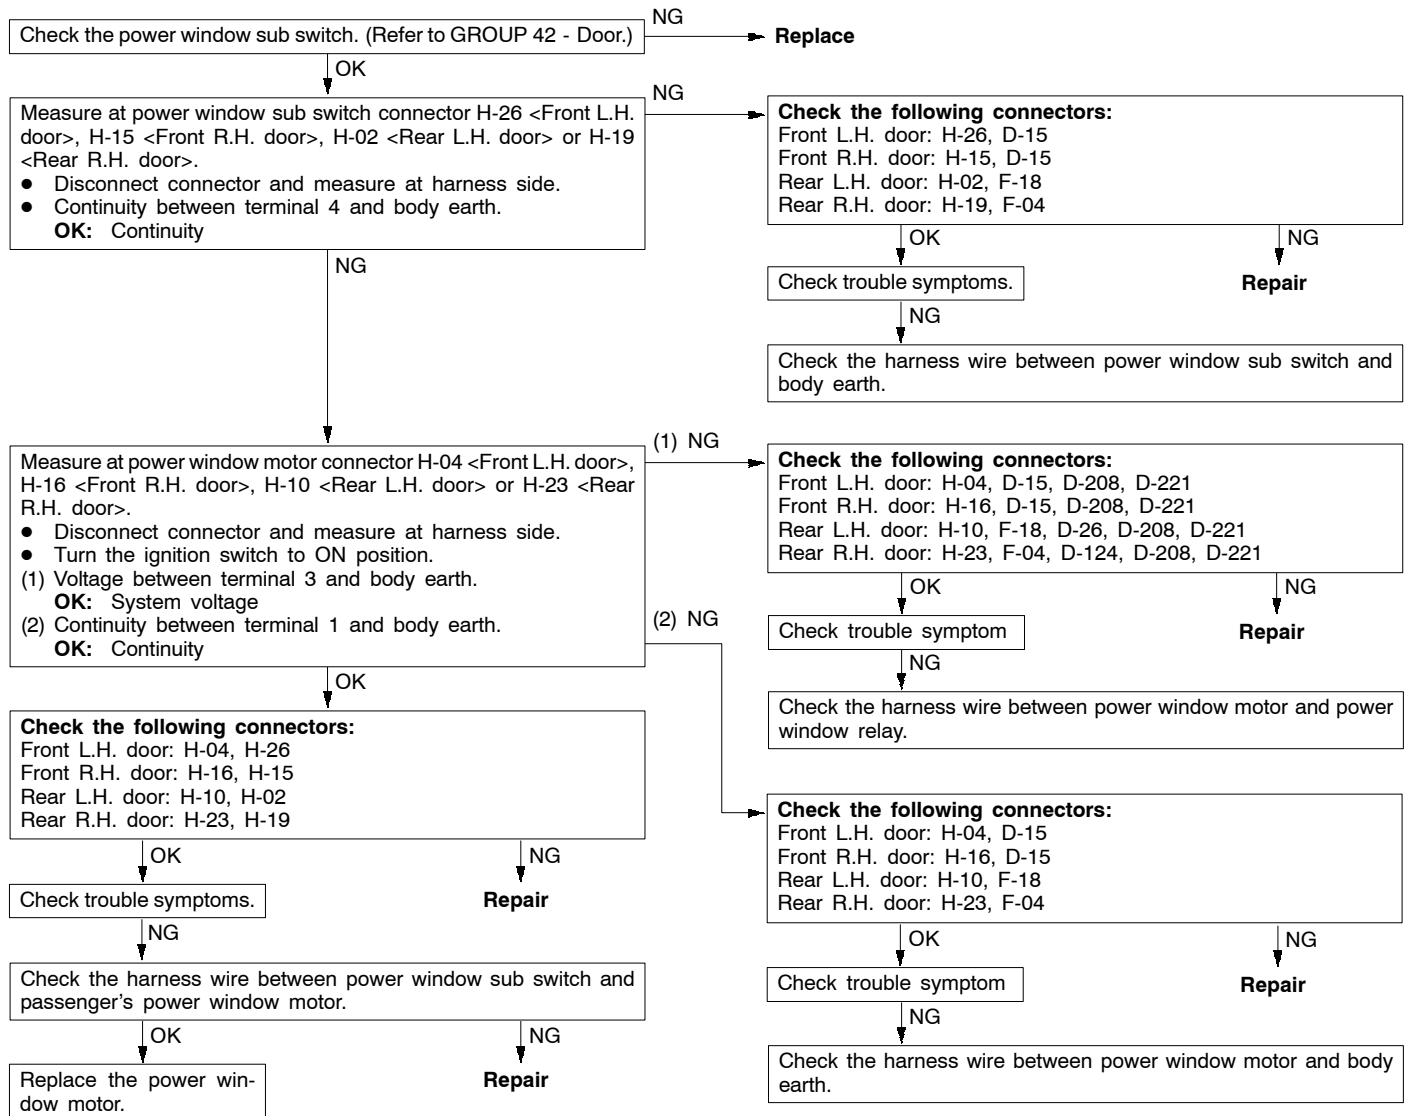 Check the power window sub switch. (Refer to GROUP 42 - Door.)
NG
Replace
OK
Measure at power window sub switch connector H-26 <Front L.H.
door>, H-15 <Front R.H. door>, H-02 <Rear L.H. door> or H-19
<Rear R.H. door>.
● Disconnect connector and measure at harness side.
● Continuity between terminal 4 and body earth.
OK: Continuity
NG
Check the following connectors:
Front L.H. door: H-26, D-15
Front R.H. door: H-15, D-15
Rear L.H. door: H-02, F-18
Rear R.H. door: H-19, F-04
OK
NG
Check trouble symptoms.
Repair
NG
Check the harness wire between power window sub switch and
body earth.
NG
Measure at power window motor connector H-04 <Front L.H. door>,
H-16 <Front R.H. door>, H-10 <Rear L.H. door> or H-23 <Rear
R.H. door>.
● Disconnect connector and measure at harness side.
● Turn the ignition switch to ON position.
(1) Voltage between terminal 3 and body earth.
OK: System voltage
(2) Continuity between terminal 1 and body earth.
OK: Continuity
(1) NG
Check the following connectors:
Front L.H. door: H-04, D-15, D-208, D-221
Front R.H. door: H-16, D-15, D-208, D-221
Rear L.H. door: H-10, F-18, D-26, D-208, D-221
Rear R.H. door: H-23, F-04, D-124, D-208, D-221
OK
NG
Check trouble symptom
Repair
NG
Check the harness wire between power window motor and power
window relay.
(2) NG
Check the following connectors:
Front L.H. door: H-04, D-15
Front R.H. door: H-16, D-15
Rear L.H. door: H-10, F-18
Rear R.H. door: H-23, F-04
OK
NG
Check trouble symptom
Repair
NG
Check the harness wire between power window motor and body
earth.
OK
Check the following connectors:
Front L.H. door: H-04, H-26
Front R.H. door: H-16, H-15
Rear L.H. door: H-10, H-02
Rear R.H. door: H-23, H-19
OK
NG
Check trouble symptoms.
Repair
NG
Check the harness wire between power window sub switch and
passenger's power window motor.
OK
NG
Replace the power win-
dow motor.
Repair